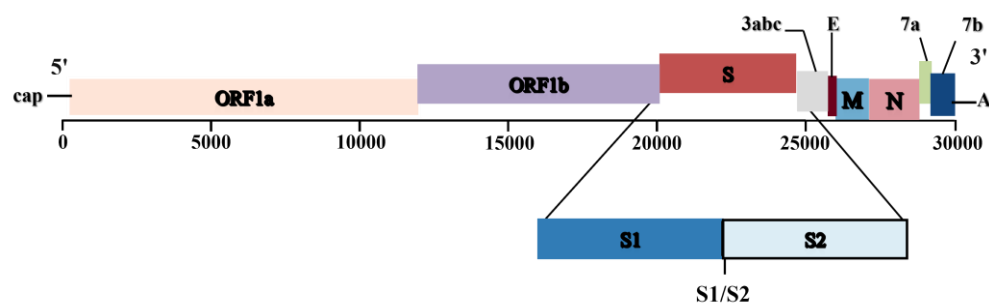 3abc E 7a 7b
5' 3'
cap ORF1a ORF1b S M N A
0 5000 10000 15000 20000 25000 30000
S1 S2
S1/S2